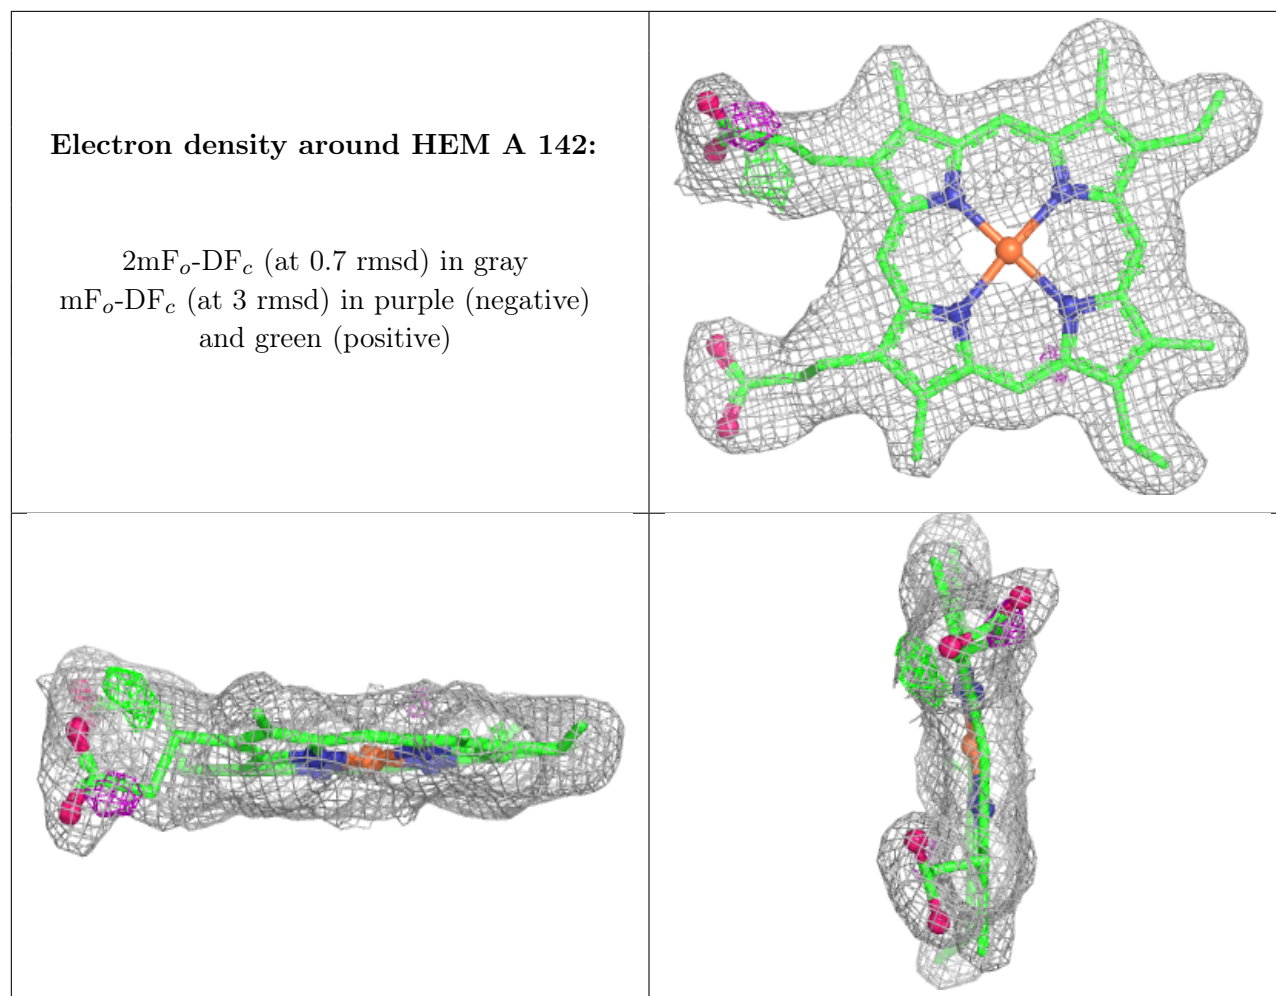 Electron density around HEM A 142:
2mFo-DFc (at 0.7 rmsd) in gray
mFo-DFc (at 3 rmsd) in purple (negative)
and green (positive)